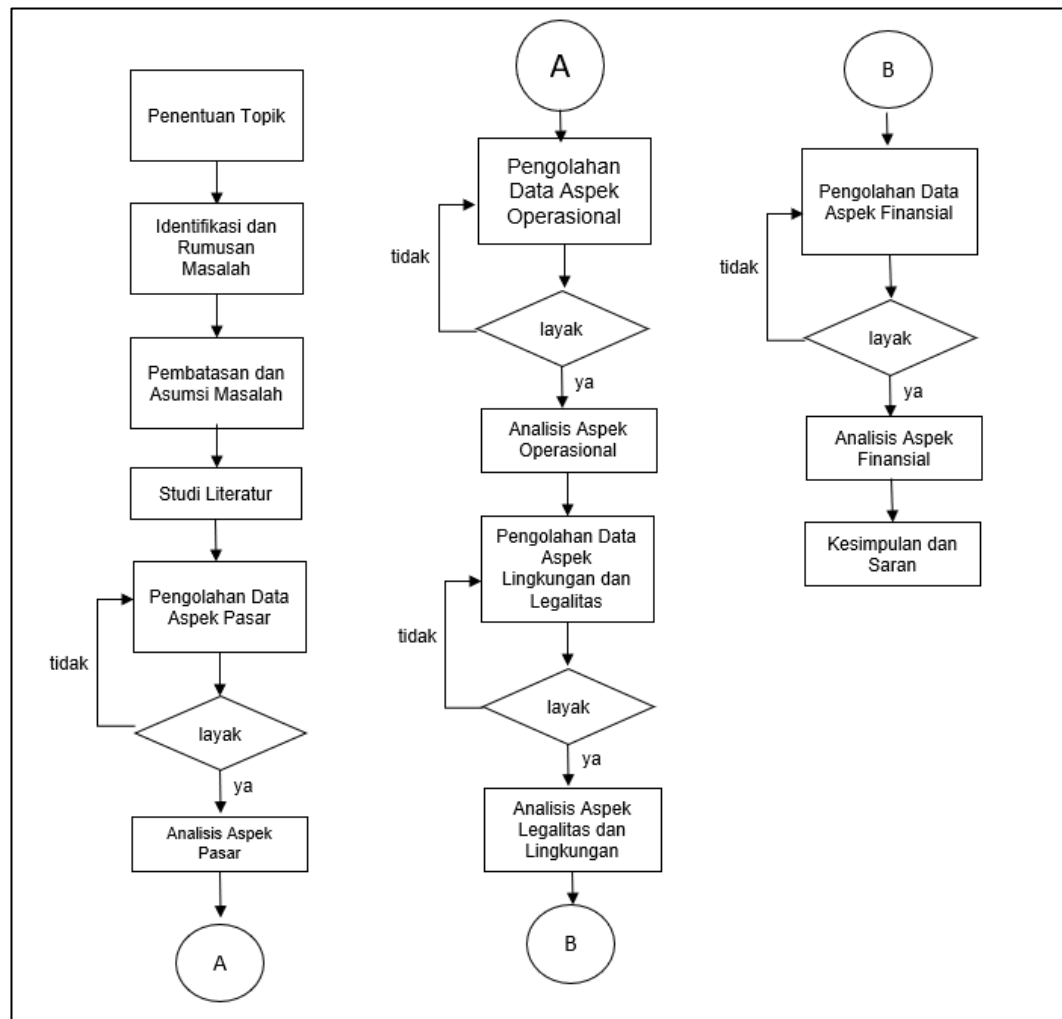 Penentuan Topik
Identifikasi dan
Rumusan
Masalah
Pembatasan dan
Asumsi Masalah
Studi Literatur
Pengolahan Data
Aspek Pasar
tidak
layak
ya
Analisis Aspek
Pasar
A
A
Pengolahan
Data Aspek
Operasional
tidak
layak
ya
Analisis Aspek
Operasional
Pengolahan Data
Aspek
Lingkungan dan
Legalitas
tidak
layak
ya
Analisis Aspek
Legalitas dan
Lingkungan
B
B
Pengolahan Data
Aspek Finansial
tidak
layak
ya
Analisis Aspek
Finansial
Kesimpulan dan
Saran